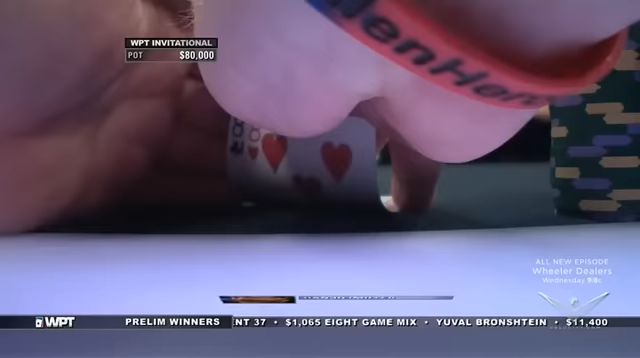 WPT INVITATIONAL
POT $80,000
ALL NEW EPISODE
Wheeler Dealers
Wednesday
WPT PRELIM WINNERS NT 37 • $1,065 EIGHT GAME MIX • YUVAL BRONSHTEIN • $11,400